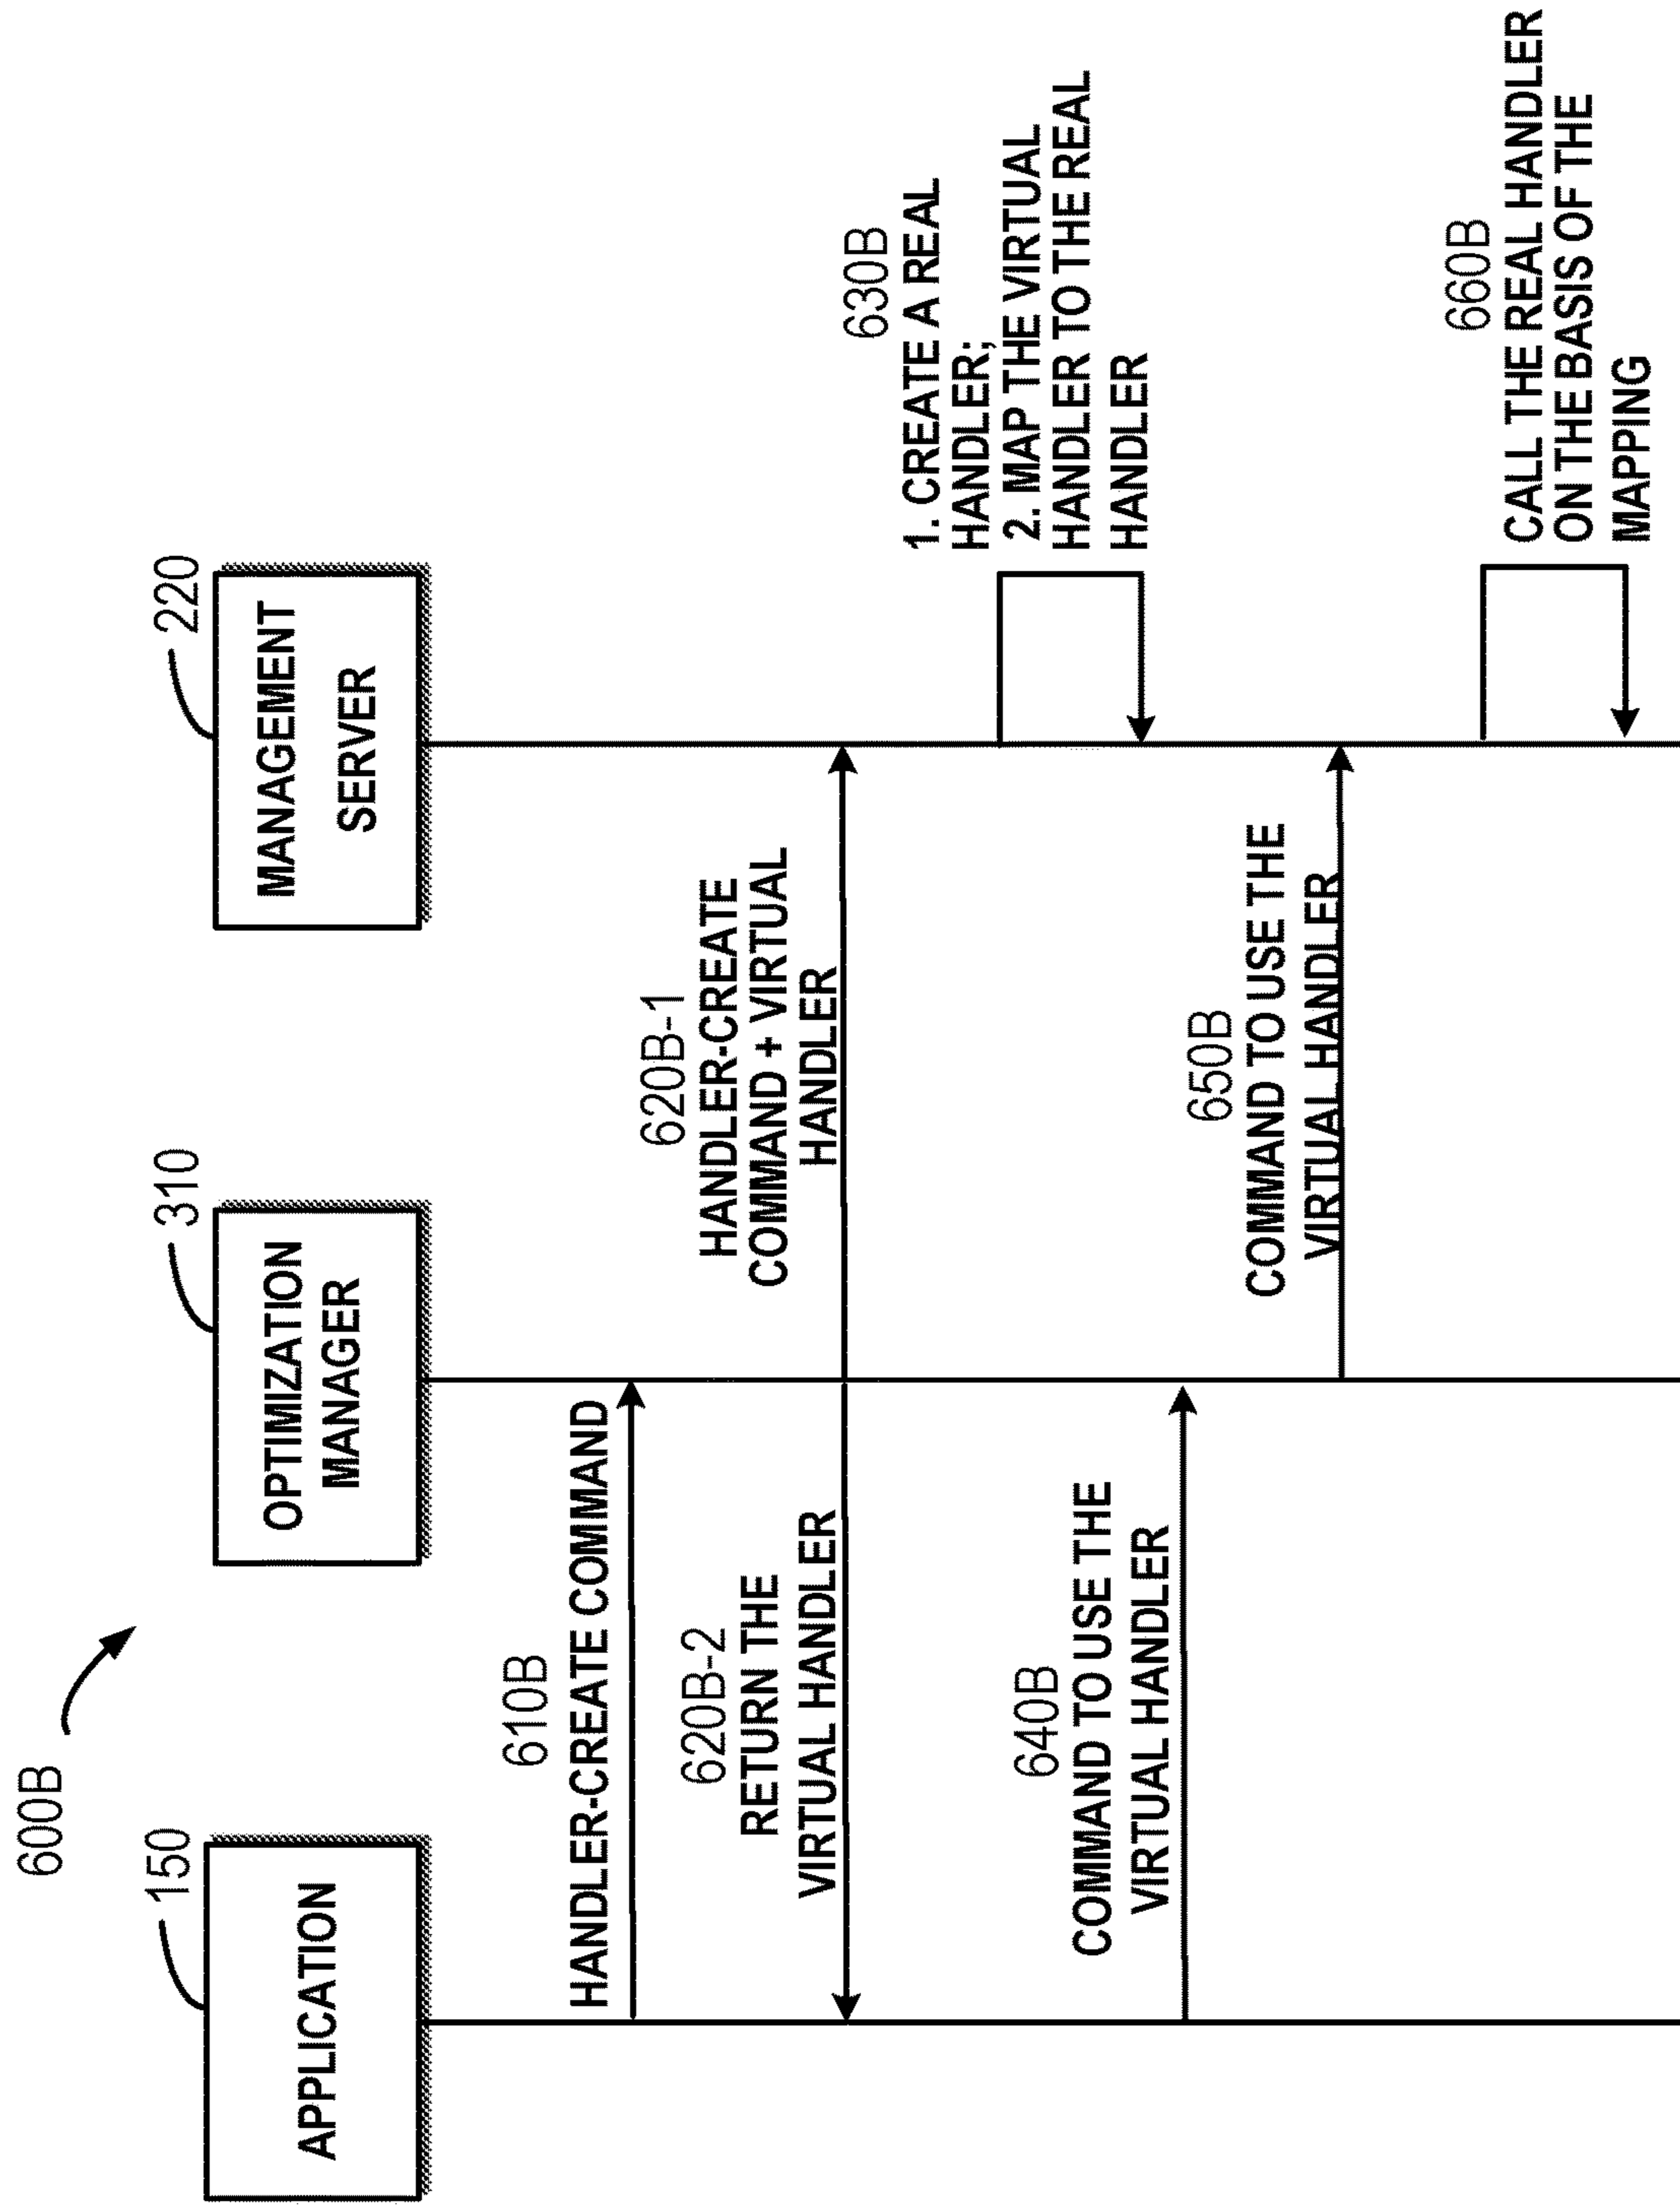 600B
150
APPLICATION
310
OPTIMIZATION
MANAGER
220
MANAGEMENT
SERVER
610B
HANDLER-CREATE COMMAND
620B-2
RETURN THE
VIRTUAL HANDLER
620B-1
HANDLER-CREATE
COMMAND + VIRTUAL
HANDLER
630B
1. CREATE A REAL
HANDLER;
2. MAP THE VIRTUAL
HANDLER TO THE REAL
HANDLER
640B
COMMAND TO USE THE
VIRTUAL HANDLER
650B
COMMAND TO USE THE
VIRTUAL HANDLER
660B
CALL THE REAL HANDLER
ON THE BASIS OF THE
MAPPING